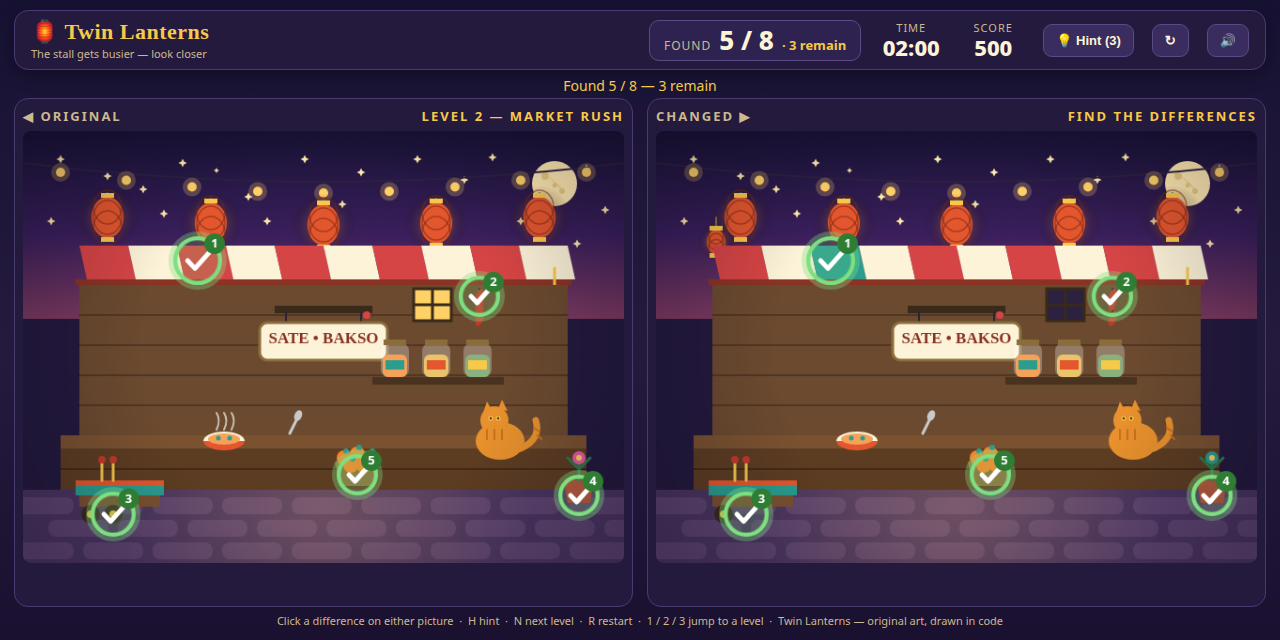 Twin Lanterns
The stall gets busier — look closer
FOUND 5 / 8 · 3 remain
TIME
02:00
SCORE
500
💡 Hint (3)
↻
🔊
Found 5 / 8 — 3 remain
◀ ORIGINAL
LEVEL 2 — MARKET RUSH
1
2
SATE • BAKSO
5
4
3
CHANGED ▶
FIND THE DIFFERENCES
1
2
SATE • BAKSO
5
4
3
Click a difference on either picture · H hint · N next level · R restart · 1 / 2 / 3 jump to a level · Twin Lanterns — original art, drawn in code